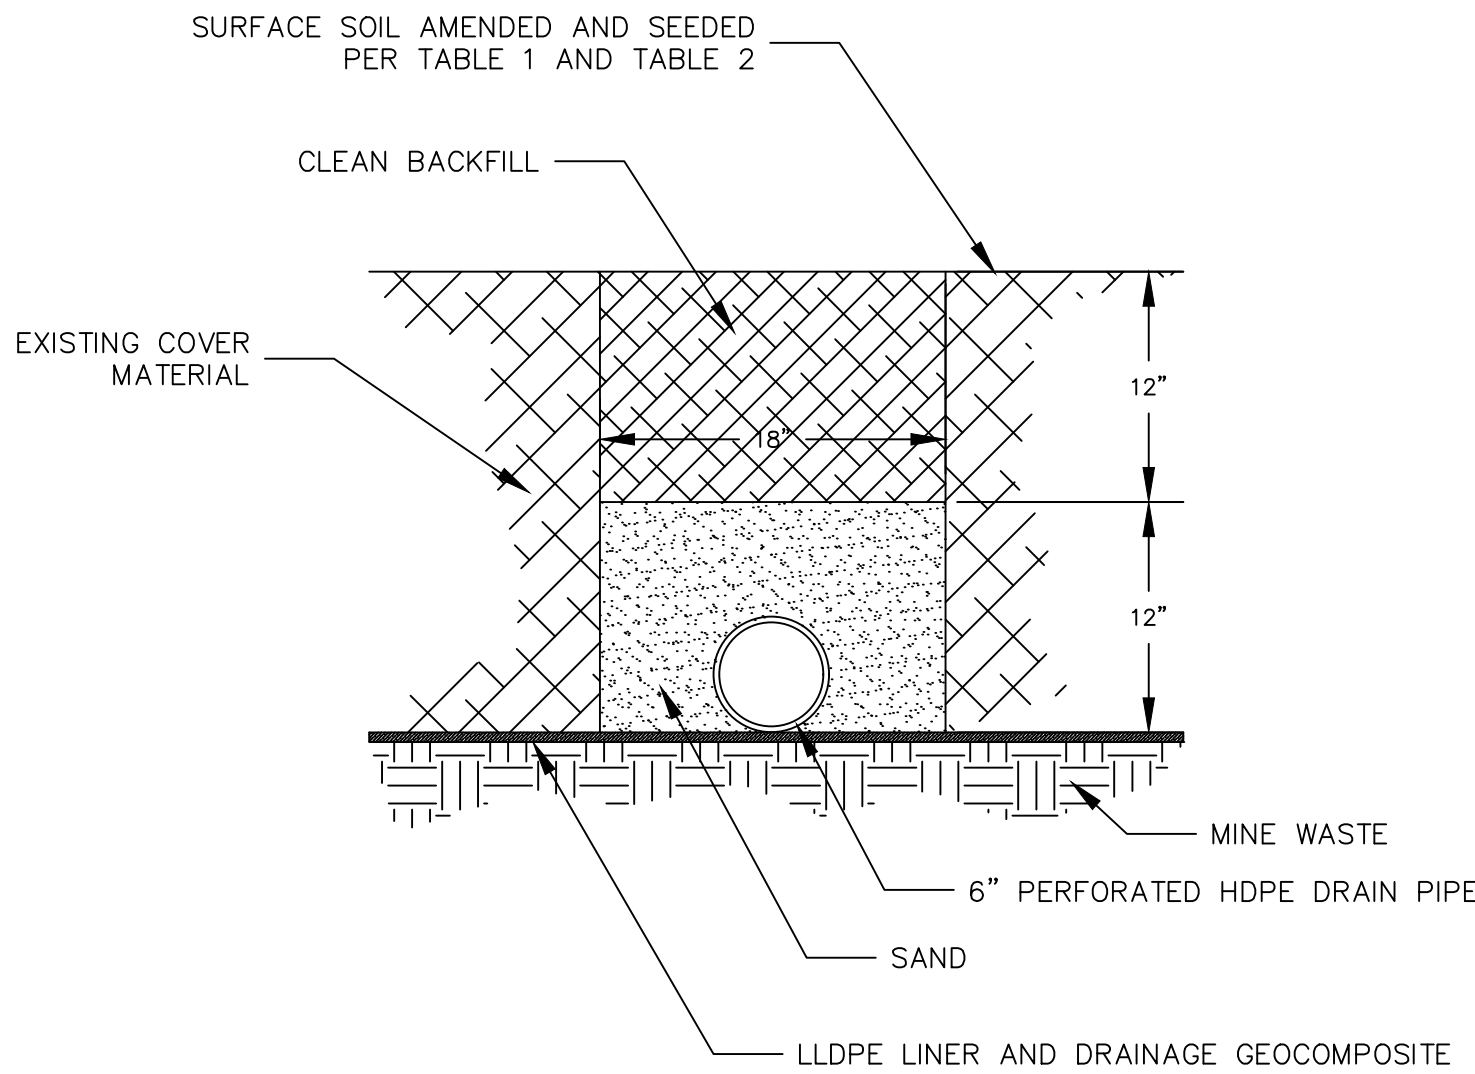 SURFACE SOIL AMENDED AND SEEDED
PER TABLE 1 AND TABLE 2
CLEAN BACKFILL
EXISTING COVER
MATERIAL
12”
18”
12”
MINE WASTE
6” PERFORATED HDPE DRAIN PIPE
SAND
LLDPE LINER AND DRAINAGE GEOCOMPOSITE